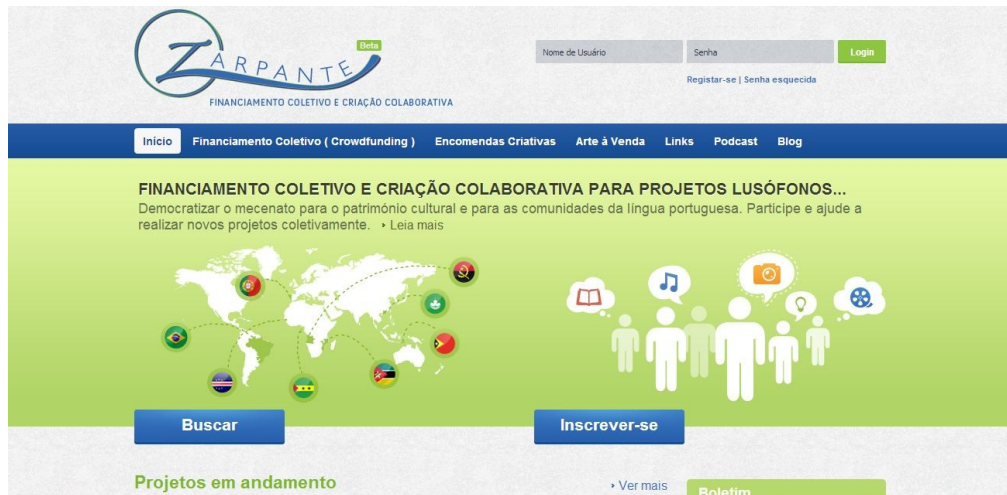 ZARPANTE
Beta
FINANCIAMENTO COLETIVO E CRIAÇÃO COLABORATIVA
Nome de Usuário
Senha
Login
Registar-se | Senha esquecida
Início
Financiamento Coletivo ( Crowdfunding )
Encomendas Criativas
Arte à Venda
Links
Podcast
Blog
FINANCIAMENTO COLETIVO E CRIAÇÃO COLABORATIVA PARA PROJETOS LUSÓFONOS...
Democratizar o mecenato para o património cultural e para as comunidades da língua portuguesa. Participe e ajude a
realizar novos projetos coletivamente. Leia mais
Buscar
Inscrever-se
Projetos em andamento
Ver mais
Boletim